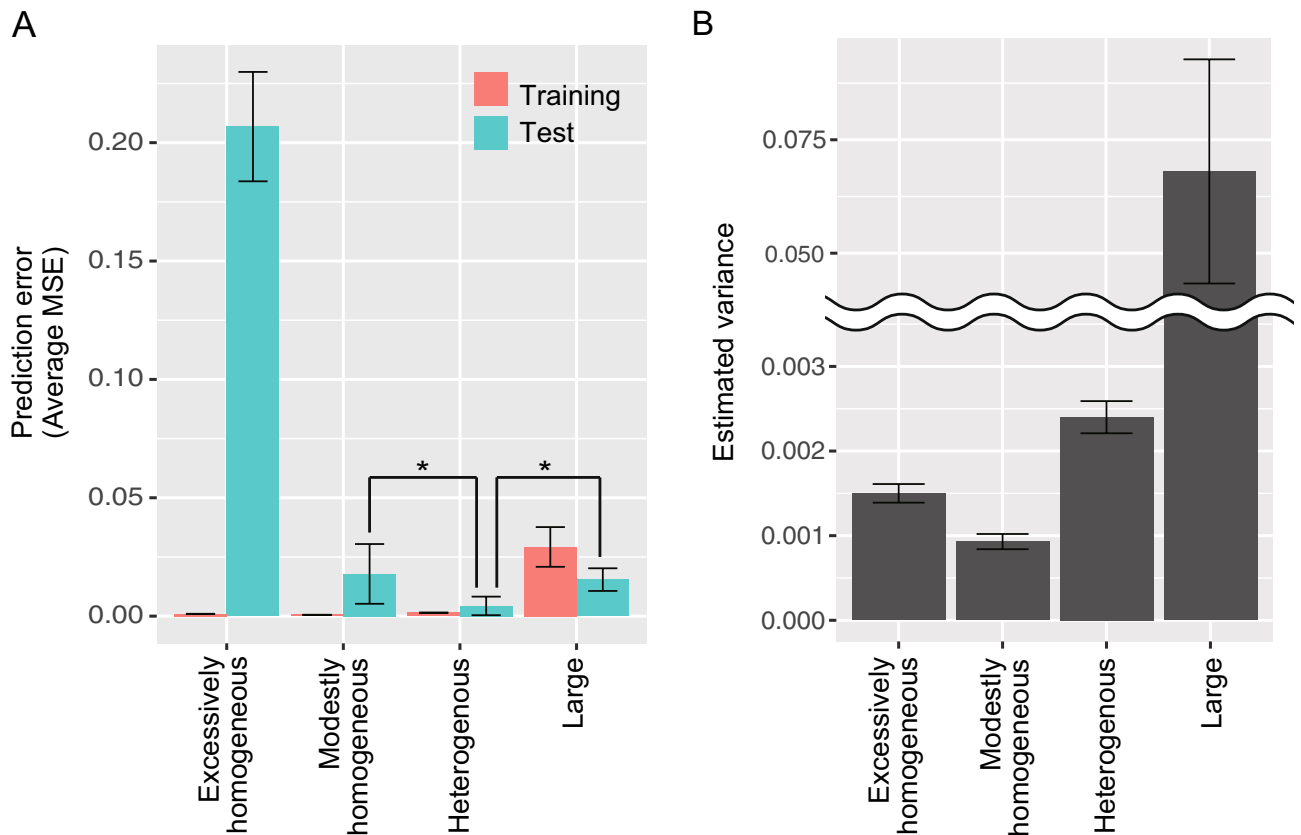 A
Prediction error
(Average MSE)
0.20
0.15
0.10
0.05
0.00
Training
Test
*
*
Excessively
homogeneous
Modestly
homogeneous
Heterogenous
Large
B
Estimated variance
0.075
0.050
0.003
0.002
0.001
0.000
Excessively
homogeneous
Modestly
homogeneous
Heterogenous
Large